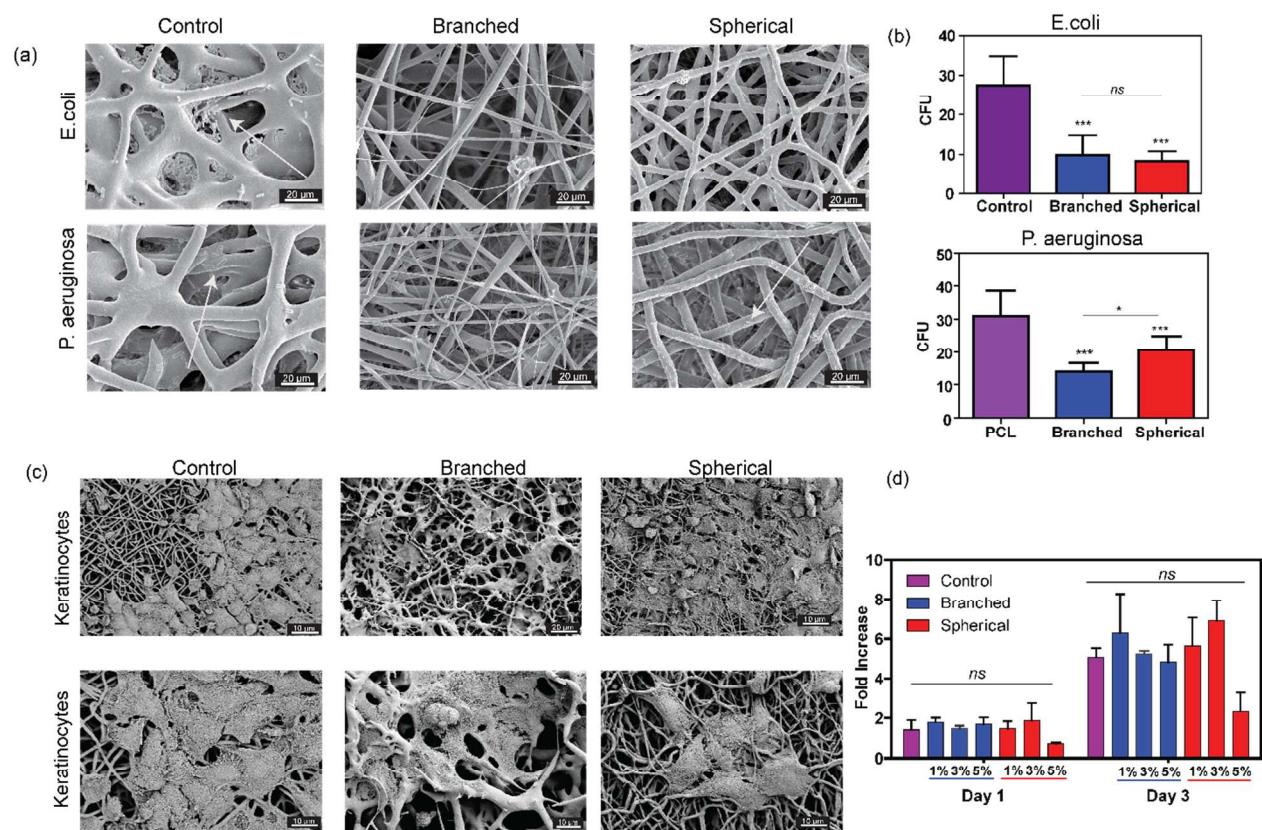 Control Branched Spherical
(a)
E.coli
20 µm 20 µm 20 µm
P. aeruginosa
20 µm 20 µm 20 µm
(b)
E.coli
40
30
20
10
0
CFU
ns
***
***
Control Branched Spherical
P. aeruginosa
50
40
30
20
10
0
CFU
*
***
***
PCL Branched Spherical
(c)
Control Branched Spherical
Keratinocytes
10 µm 20 µm 10 µm
Keratinocytes
10 µm 10 µm 10 µm
(d)
10
8
6
4
2
0
Fold Increase
Control
Branched
Spherical
ns
ns
1% 3% 5% 1% 3% 5% 1% 3% 5% 1% 3% 5%
Day 1 Day 3